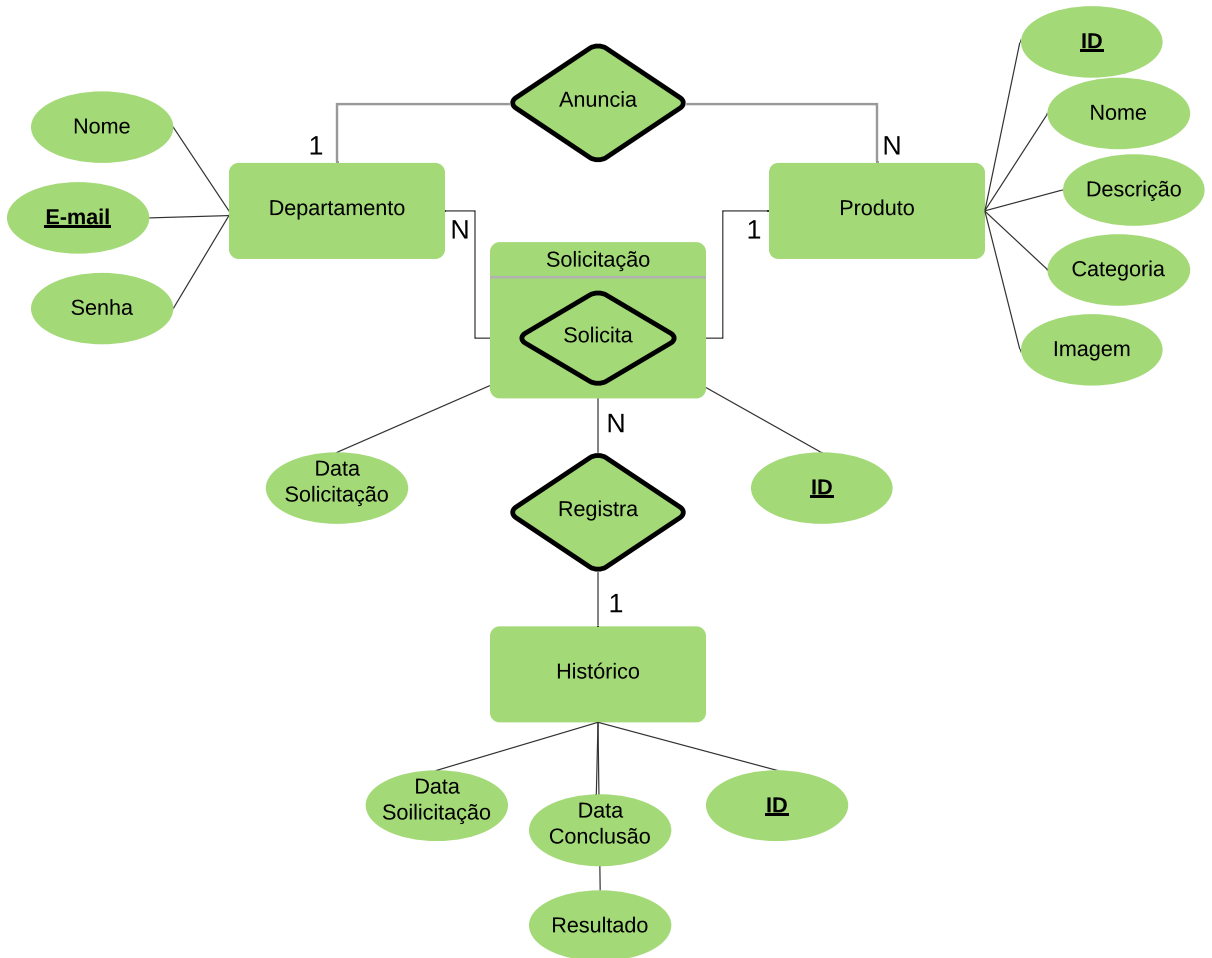 ID
Anuncia
Nome
Nome
1
N
Descrição
Departamento
Produto
E-mail
N
1
Solicitação
Categoria
Senha
Solicita
Imagem
N
Data
Solicitação
ID
Registra
1
Histórico
Data
Soilicitação
Data
Conclusão
ID
Resultado